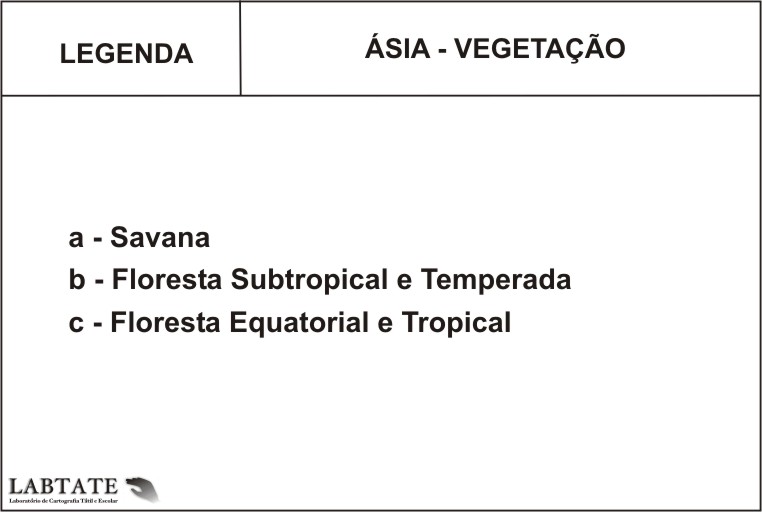 LEGENDA
ÁSIA - VEGETAÇÃO
a - Savana
b - Floresta Subtropical e Temperada
c - Floresta Equatorial e Tropical
LABTATE
Laboratório de Cartografia Tátil e Escolar